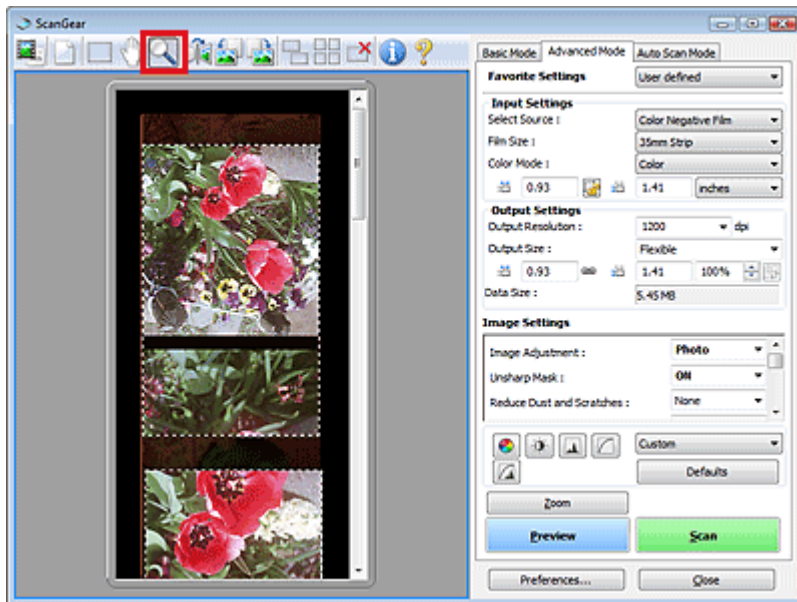 ScanGear
Basic Mode Advanced Mode Auto Scan Mode
Favorite Settings User defined
Input Settings
Select Source : Color Negative Film
Film Size : 35mm Strip
Color Mode : Color
0.93 1.41 inches
Output Settings
Output Resolution : 1200 dpi
Output Size : Flexible
0.93 1.41 100%
Data Size : 5.45 MB
Image Settings
Image Adjustment : Photo
Unsharp Mask : ON
Reduce Dust and Scratches : None
Custom
Defaults
Zoom
Preview Scan
Preferences... Close